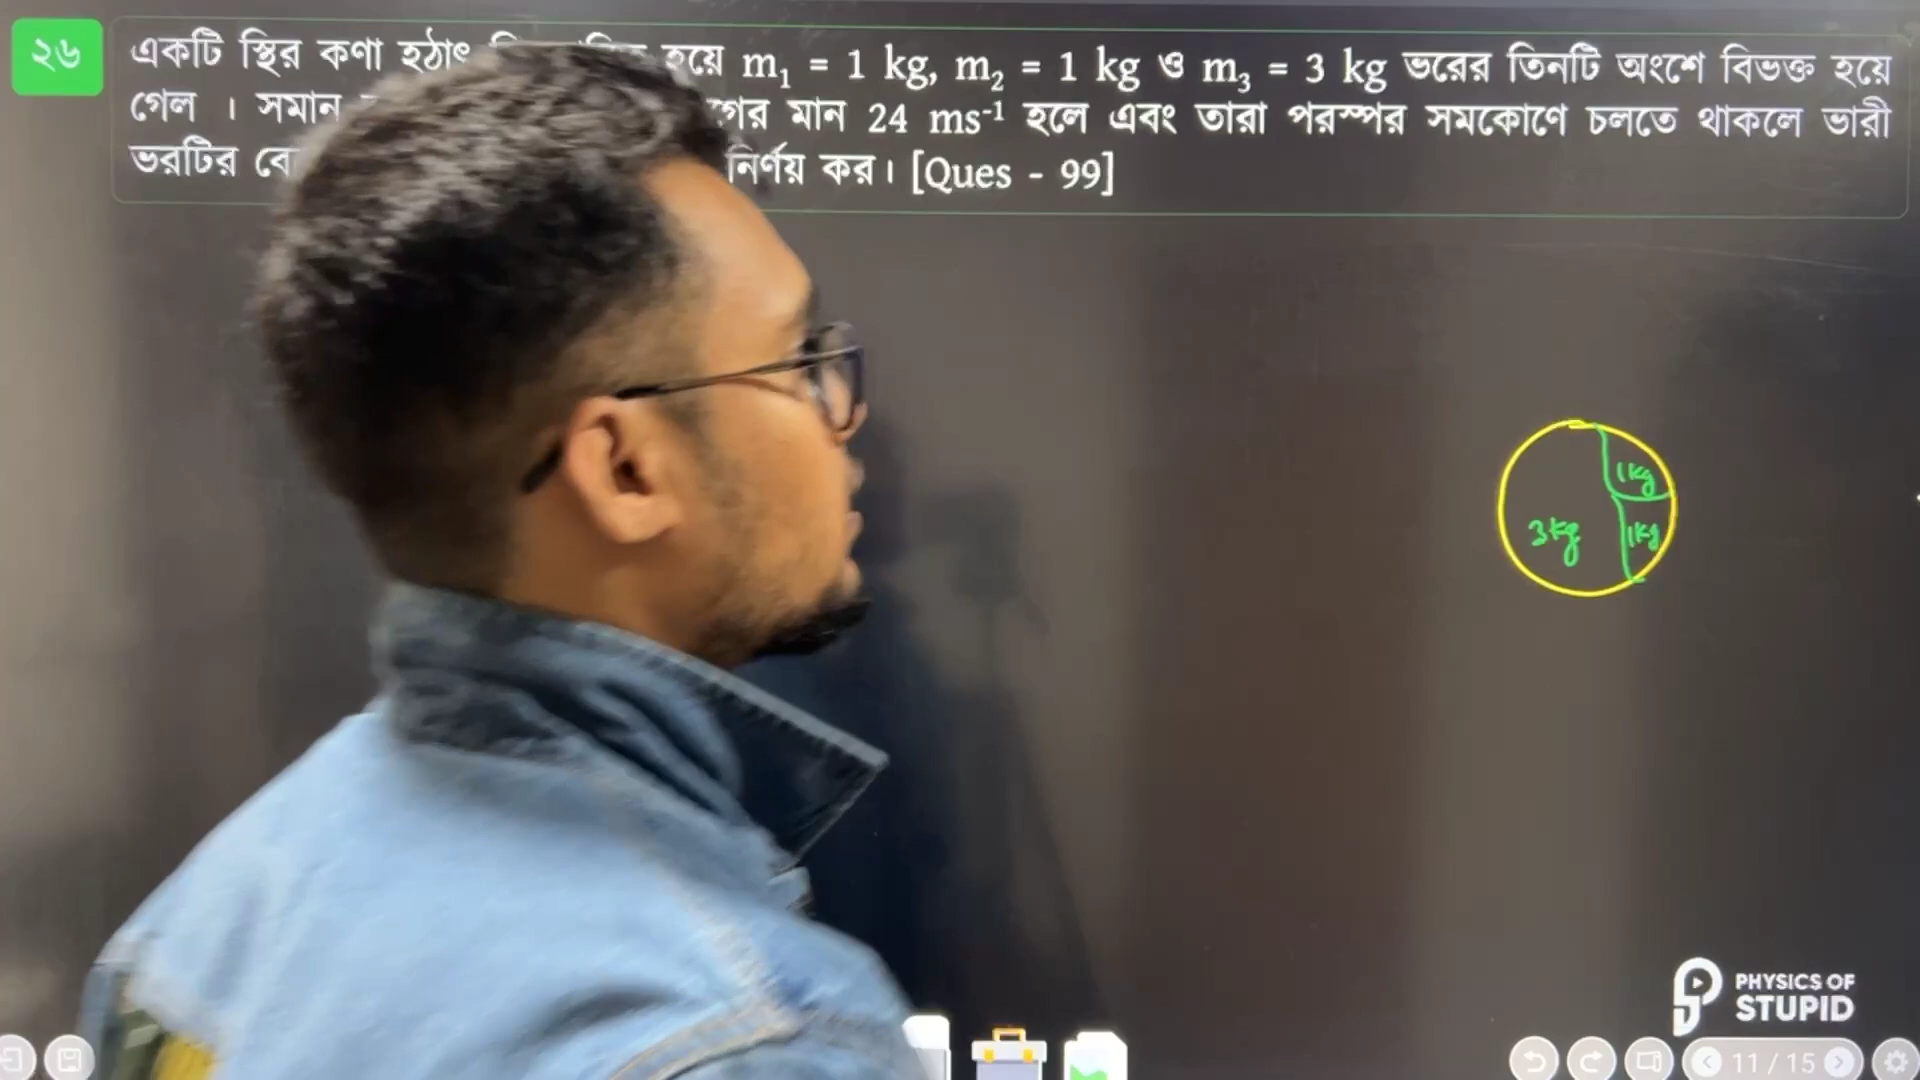 ২৬
একটি স্থির কণা হঠাৎ হয়ে m₁ = 1 kg, m₂ = 1 kg ও m₃ = 3 kg ভরের তিনটি অংশে বিভক্ত হয়ে
গেল । সমান মান 24 ms⁻¹ হলে এবং তারা পরস্পর সমকোণে চলতে থাকলে ভারী
ভরটির নির্ণয় কর। [Ques - 99]
1kg
3kg
1kg
PHYSICS OF
STUPID
11 / 15